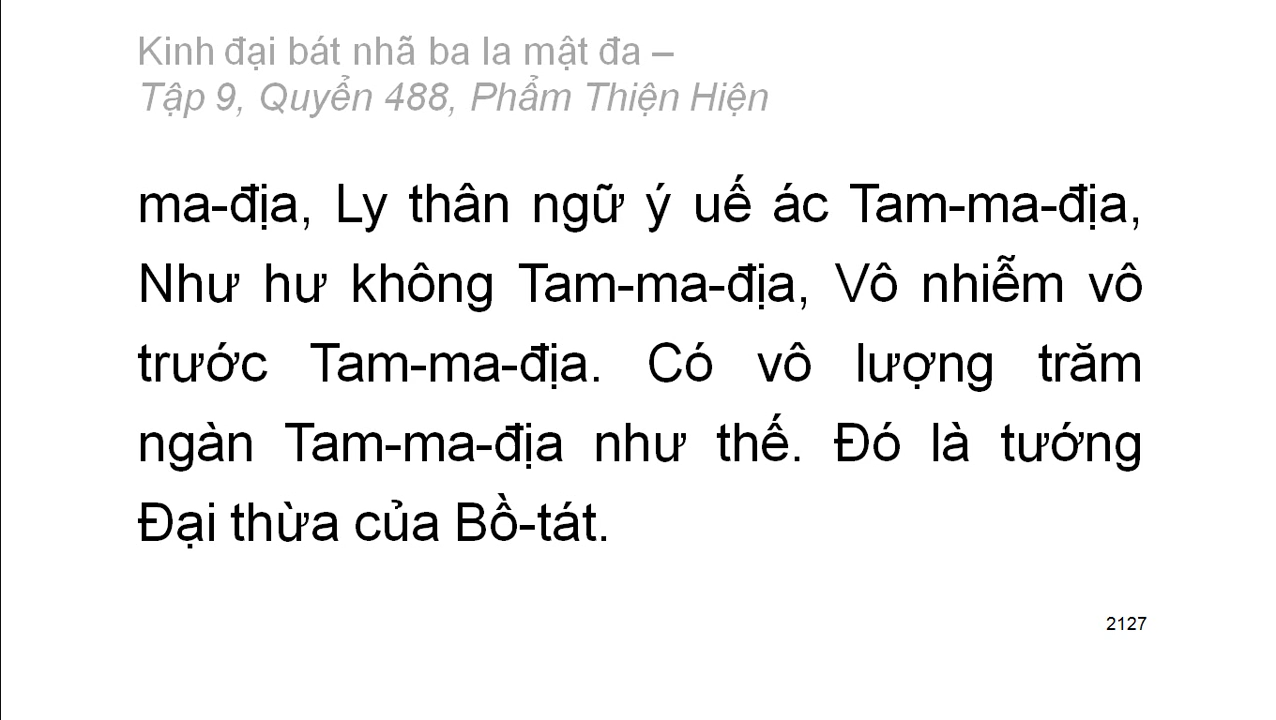 Kinh đại bát nhã ba la mật đa –
Tập 9, Quyển 488, Phẩm Thiện Hiện
ma-địa, Ly thân ngữ ý uế ác Tam-ma-địa,
Như hư không Tam-ma-địa, Vô nhiễm vô
trước Tam-ma-địa. Có vô lượng trăm
ngàn Tam-ma-địa như thế. Đó là tướng
Đại thừa của Bồ-tát.
2127